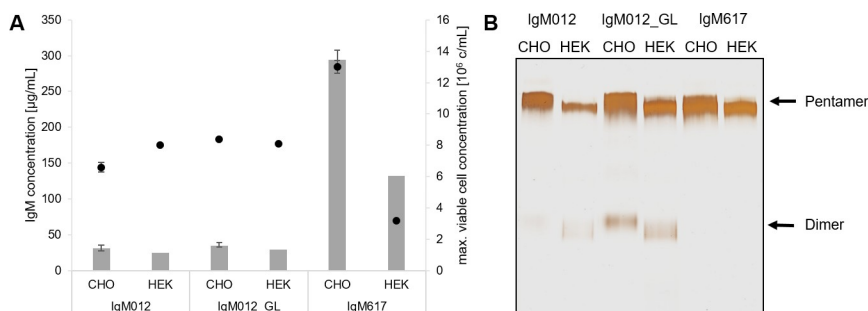 A
IgM concentration [µg/mL]
350
300
250
200
150
100
50
0
16
14
12
10
8
6
4
2
0
max. viable cell concentration [10⁶ c/mL]
CHO HEK CHO HEK CHO HEK
IgM012 IgM012_GL IgM617
B
IgM012 IgM012_GL IgM617
CHO HEK CHO HEK CHO HEK
Pentamer
Dimer